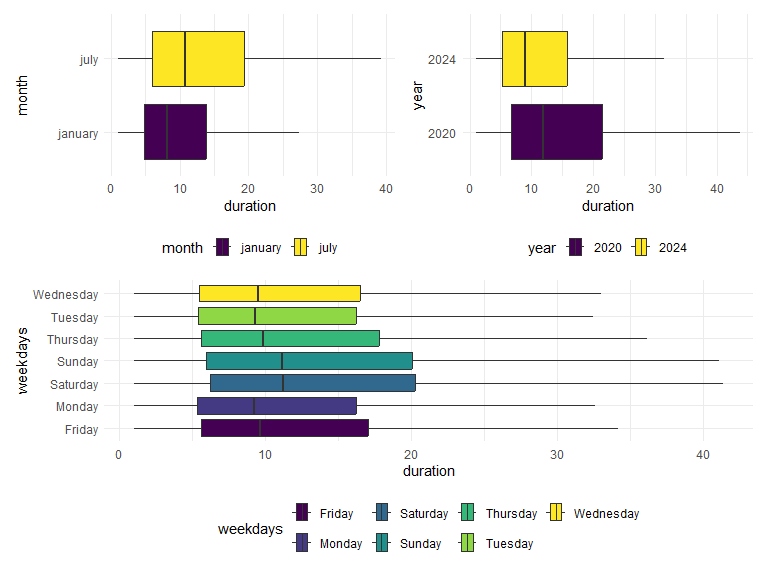 month
july
january
0 10 20 30 40
duration
month january july
year
2024
2020
0 10 20 30 40
duration
year 2020 2024
weekdays
Wednesday
Tuesday
Thursday
Sunday
Saturday
Monday
Friday
0 10 20 30 40
duration
weekdays
Friday Saturday Thursday Wednesday
Monday Sunday Tuesday